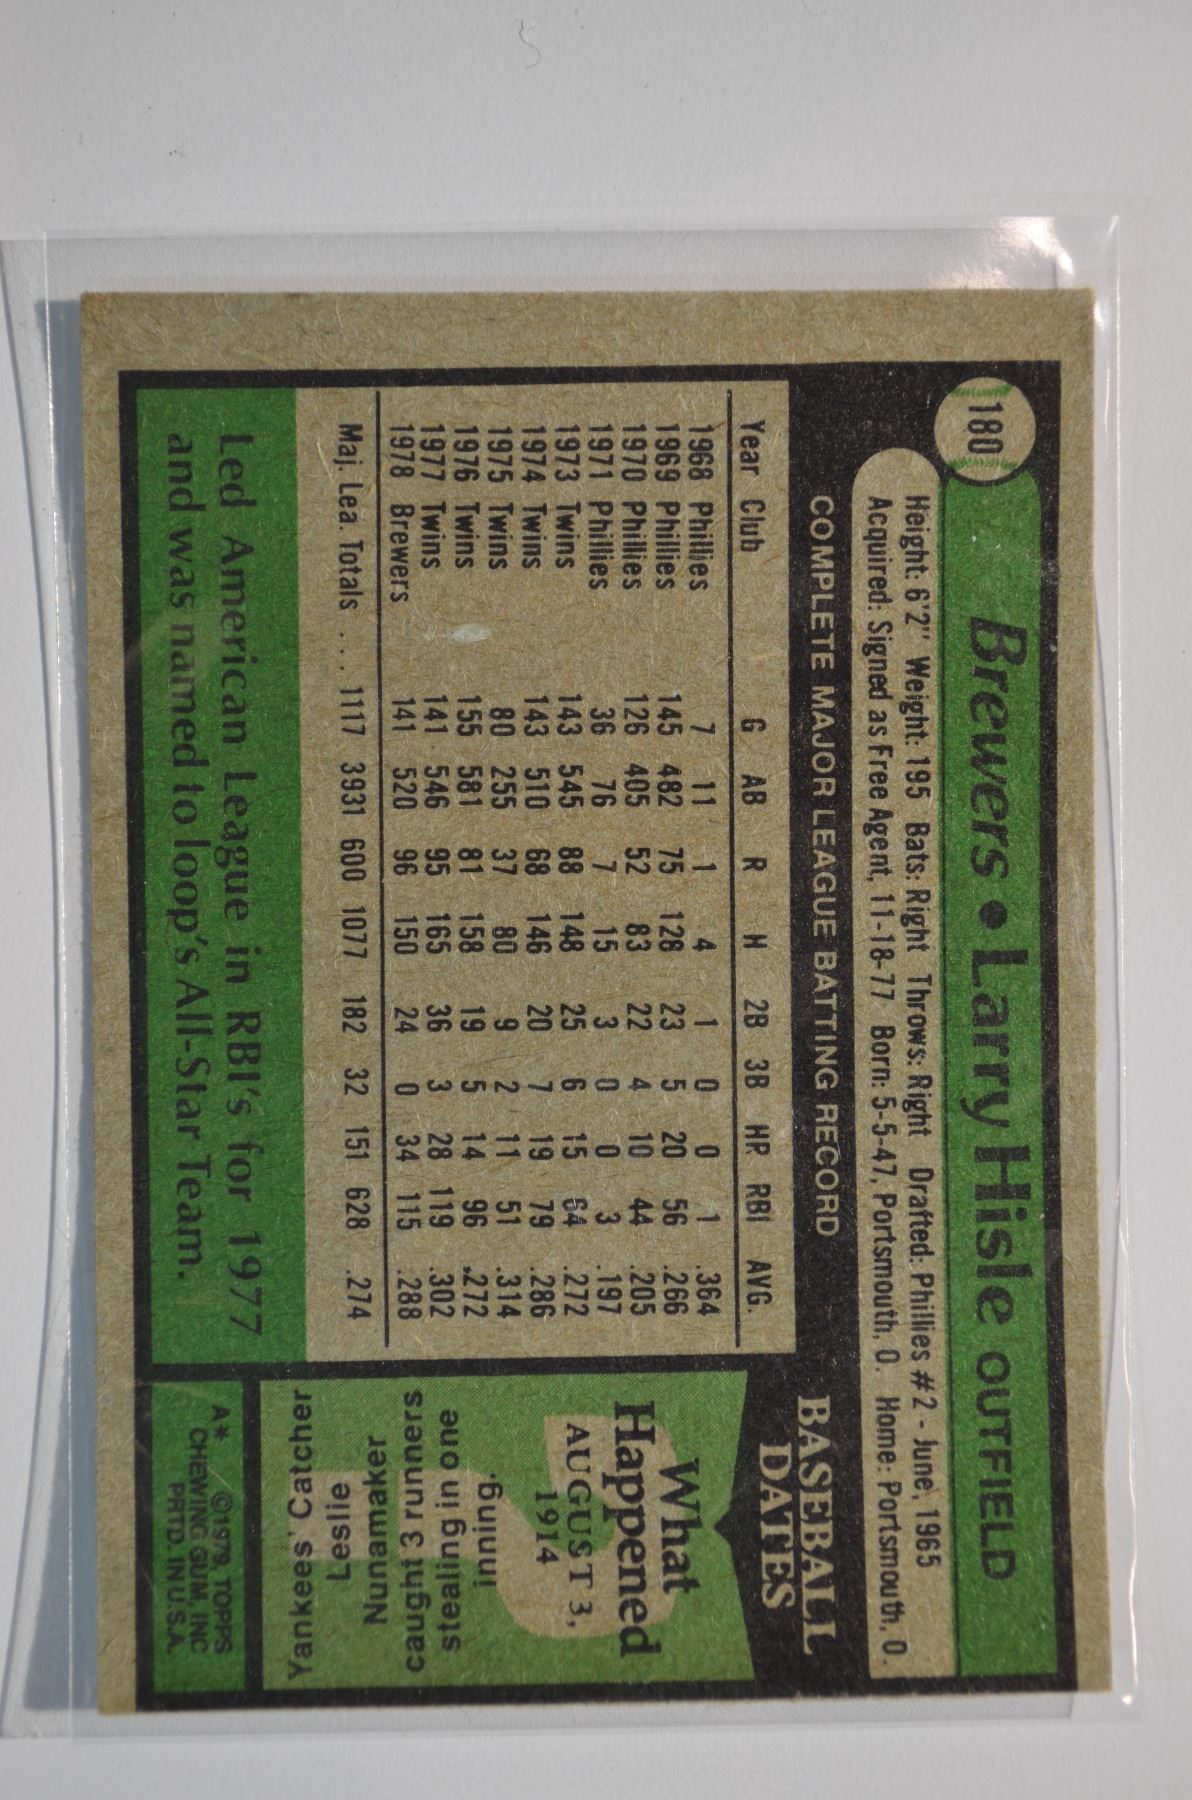 180
Brewers • Larry Hisle OUTFIELD
Height: 6'2" Weight: 195 Bats: Right Throws: Right Drafted: Phillies #2 - June, 1965
Acquired: Signed as Free Agent, 11-18-77 Born: 5-5-47, Portsmouth, O. Home: Portsmouth, O.
COMPLETE MAJOR LEAGUE BATTING RECORD
Year Club G AB R H 2B 3B HR RBI AVG.
1968 Phillies 7 11 1 4 1 0 0 1 .364
1969 Phillies 145 482 75 128 23 5 20 56 .266
1970 Phillies 126 405 52 83 22 4 10 44 .205
1971 Phillies 36 76 7 15 3 0 0 3 .197
1973 Twins 143 545 88 148 25 6 15 64 .272
1974 Twins 143 510 68 146 20 7 19 79 .286
1975 Twins 80 255 37 80 9 2 11 51 .314
1976 Twins 155 581 81 158 19 5 14 96 .272
1977 Twins 141 546 95 165 36 3 28 119 .302
1978 Brewers 141 520 96 150 24 0 34 115 .288
Maj. Lea. Totals . . . 1117 3931 600 1077 182 32 151 628 .274
Led American League in RBI's for 1977
and was named to loop's All-Star Team.
BASEBALL
DATES
What
Happened
AUGUST 3,
1914
Yankees' Catcher
Leslie
Nunamaker
caught 3 runners
stealing in one
inning.
A* ©1979 TOPPS
CHEWING GUM, INC
PRTD. IN U.S.A.